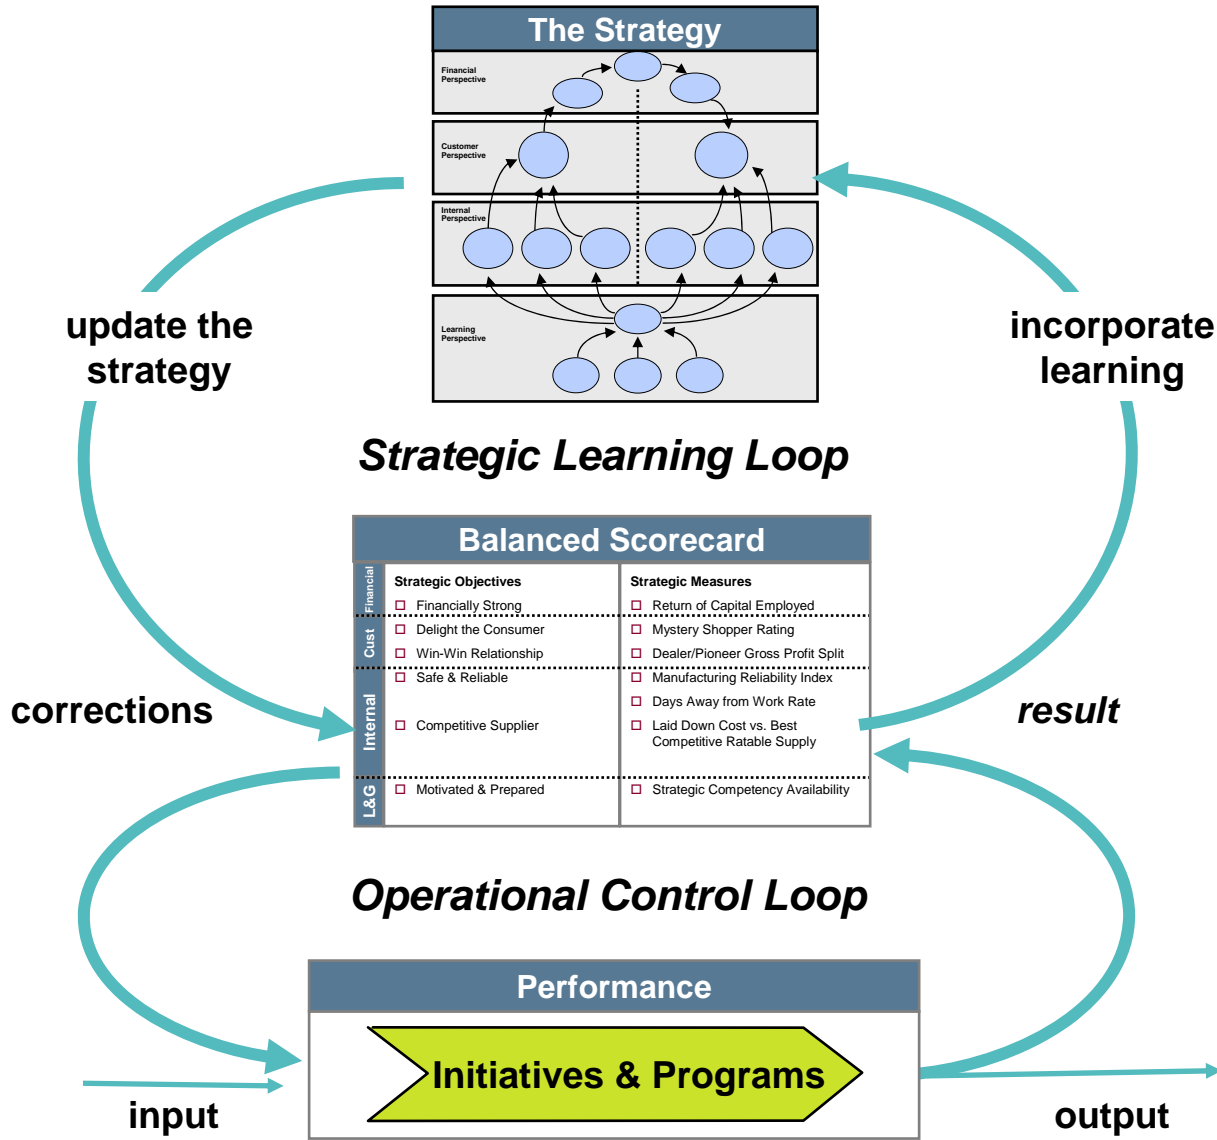 The Strategy
Financial
Perspective
Customer
Perspective
Internal
Perspective
Learning
Perspective
update the
strategy
incorporate
learning
Strategic Learning Loop
Balanced Scorecard
Financial
Strategic Objectives
Strategic Measures
Financially Strong
Return of Capital Employed
Cust
Delight the Consumer
Mystery Shopper Rating
Win-Win Relationship
Dealer/Pioneer Gross Profit Split
Internal
Safe & Reliable
Manufacturing Reliability Index
Days Away from Work Rate
Competitive Supplier
Laid Down Cost vs. Best
Competitive Ratable Supply
L&G
Motivated & Prepared
Strategic Competency Availability
corrections
result
Operational Control Loop
Performance
Initiatives & Programs
input
output